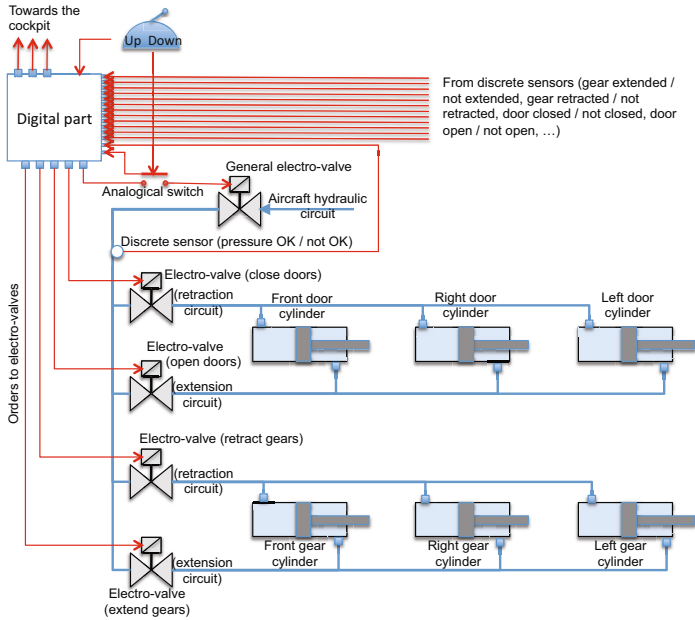 Towards the
cockpit
Up Down
Digital part
From discrete sensors (gear extended /
not extended, gear retracted / not
retracted, door closed / not closed, door
open / not open, …)
General electro-valve
Analogical switch
Aircraft hydraulic
circuit
Discrete sensor (pressure OK / not OK)
Electro-valve (close doors)
(retraction
circuit)
Front door
cylinder
Right door
cylinder
Left door
cylinder
Electro-valve
(open doors)
(extension
circuit)
Orders to electro-valves
Electro-valve (retract gears)
(retraction
circuit)
Front gear
cylinder
Right gear
cylinder
Left gear
cylinder
(extension
circuit)
Electro-valve
(extend gears)